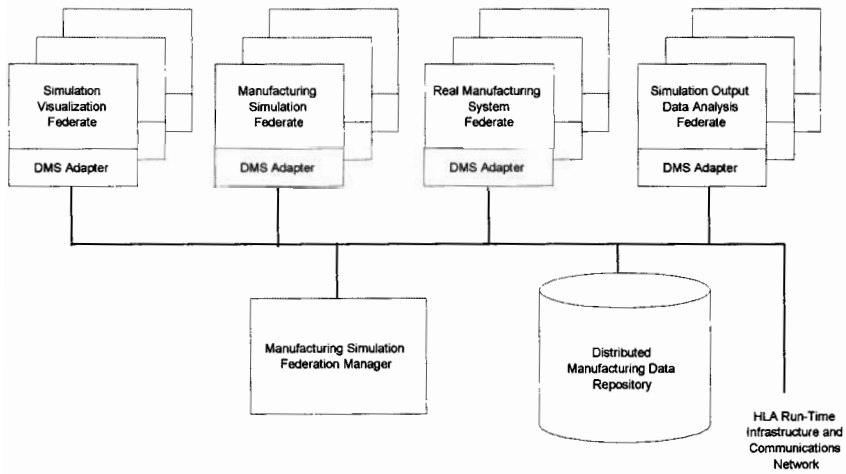 Simulation
Visualization
Federate
DMS Adapter
Manufacturing
Simulation
Federate
DMS Adapter
Real Manufacturing
System
Federate
DMS Adapter
Simulation Output
Data Analysis
Federate
DMS Adapter
Manufacturing Simulation
Federation Manager
Distributed
Manufacturing Data
Repository
HLA Run-Time
Infrastructure and
Communications
Network